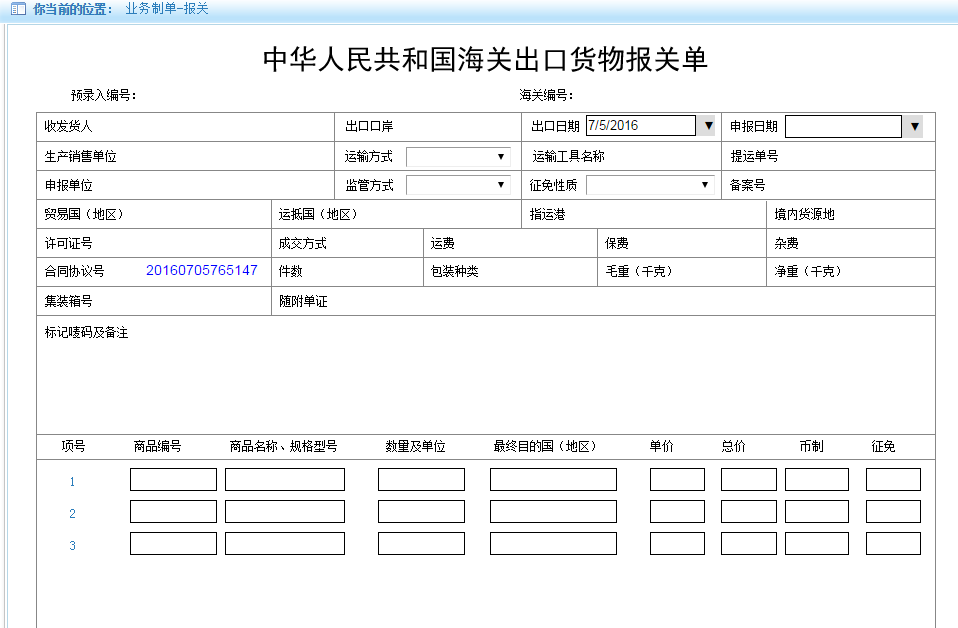 你当前的位置： 业务制单-报关
中华人民共和国海关出口货物报关单
预录入编号： 海关编号：
收发货人 出口口岸 出口日期 7/5/2016 申报日期
生产销售单位 运输方式 运输工具名称 提运单号
申报单位 监管方式 征免性质 备案号
贸易国（地区） 运抵国（地区） 指运港 境内货源地
许可证号 成交方式 运费 保费 杂费
合同协议号 20160705765147 件数 包装种类 毛重（千克） 净重（千克）
集装箱号 随附单证
标记唛码及备注
项号 商品编号 商品名称、规格型号 数量及单位 最终目的国（地区） 单价 总价 币制 征免
1
2
3